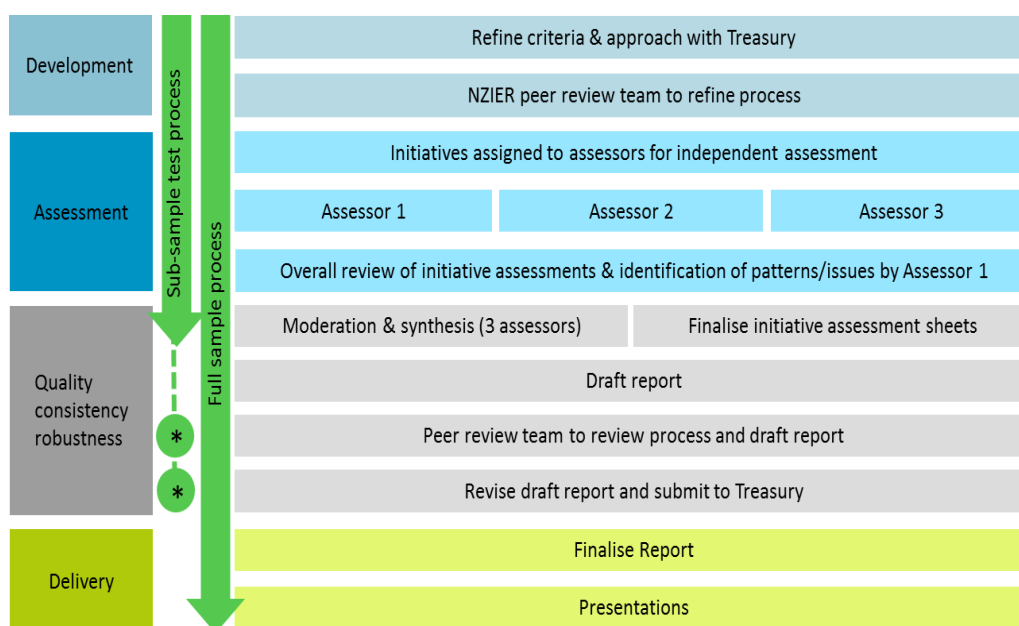 Development
Refine criteria & approach with Treasury
NZIER peer review team to refine process
Sub-sample test process
Full sample process
Assessment
Initiatives assigned to assessors for independent assessment
Assessor 1
Assessor 2
Assessor 3
Overall review of initiative assessments & identification of patterns/issues by Assessor 1
Quality
consistency
robustness
Moderation & synthesis (3 assessors)
Finalise initiative assessment sheets
Draft report
*
Peer review team to review process and draft report
*
Revise draft report and submit to Treasury
Delivery
Finalise Report
Presentations